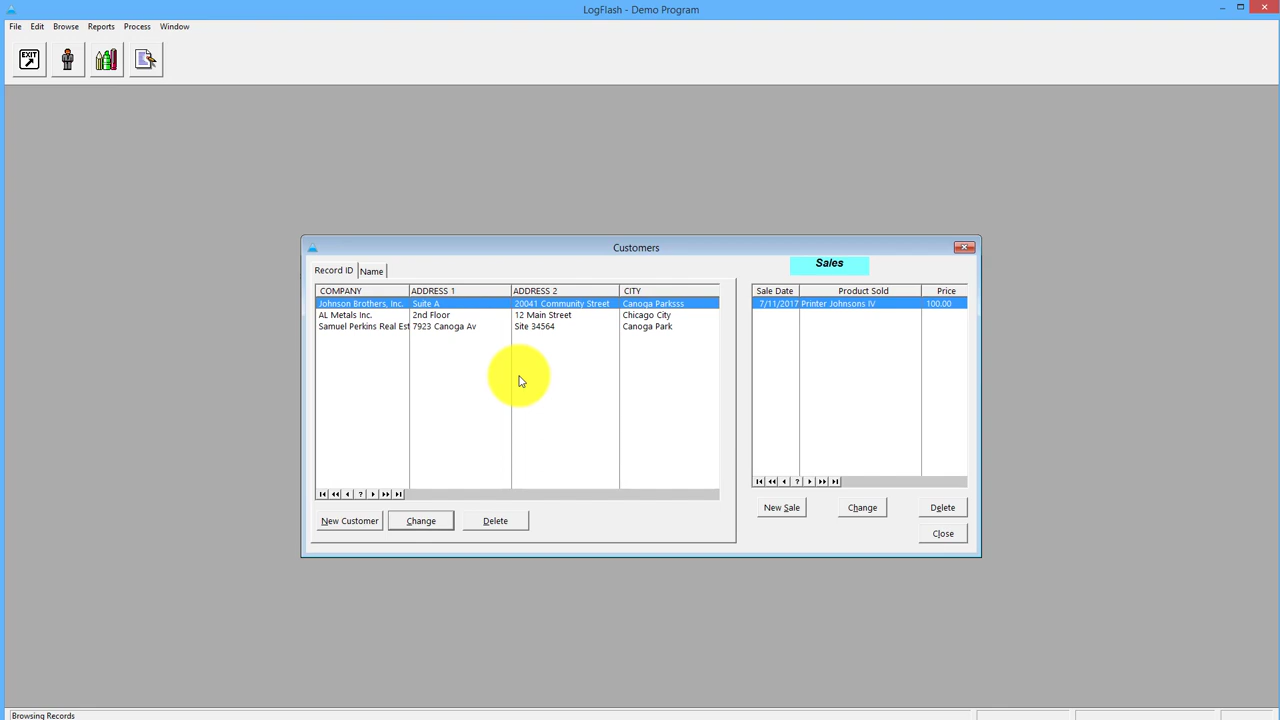 LogFlash - Demo Program
File Edit Browse Reports Process Window
EXIT
Customers
Record ID Name
Sales
COMPANY ADDRESS 1 ADDRESS 2 CITY
Johnson Brothers, Inc. Suite A 20041 Community Street Canoga Parksss
AL Metals Inc. 2nd Floor 12 Main Street Chicago City
Samuel Perkins Real Est 7923 Canoga Av Site 34564 Canoga Park
?
New Customer Change Delete
Sale Date Product Sold Price
7/11/2017 Printer Johnsons IV 100.00
?
New Sale Change Delete
Close
Browsing Records